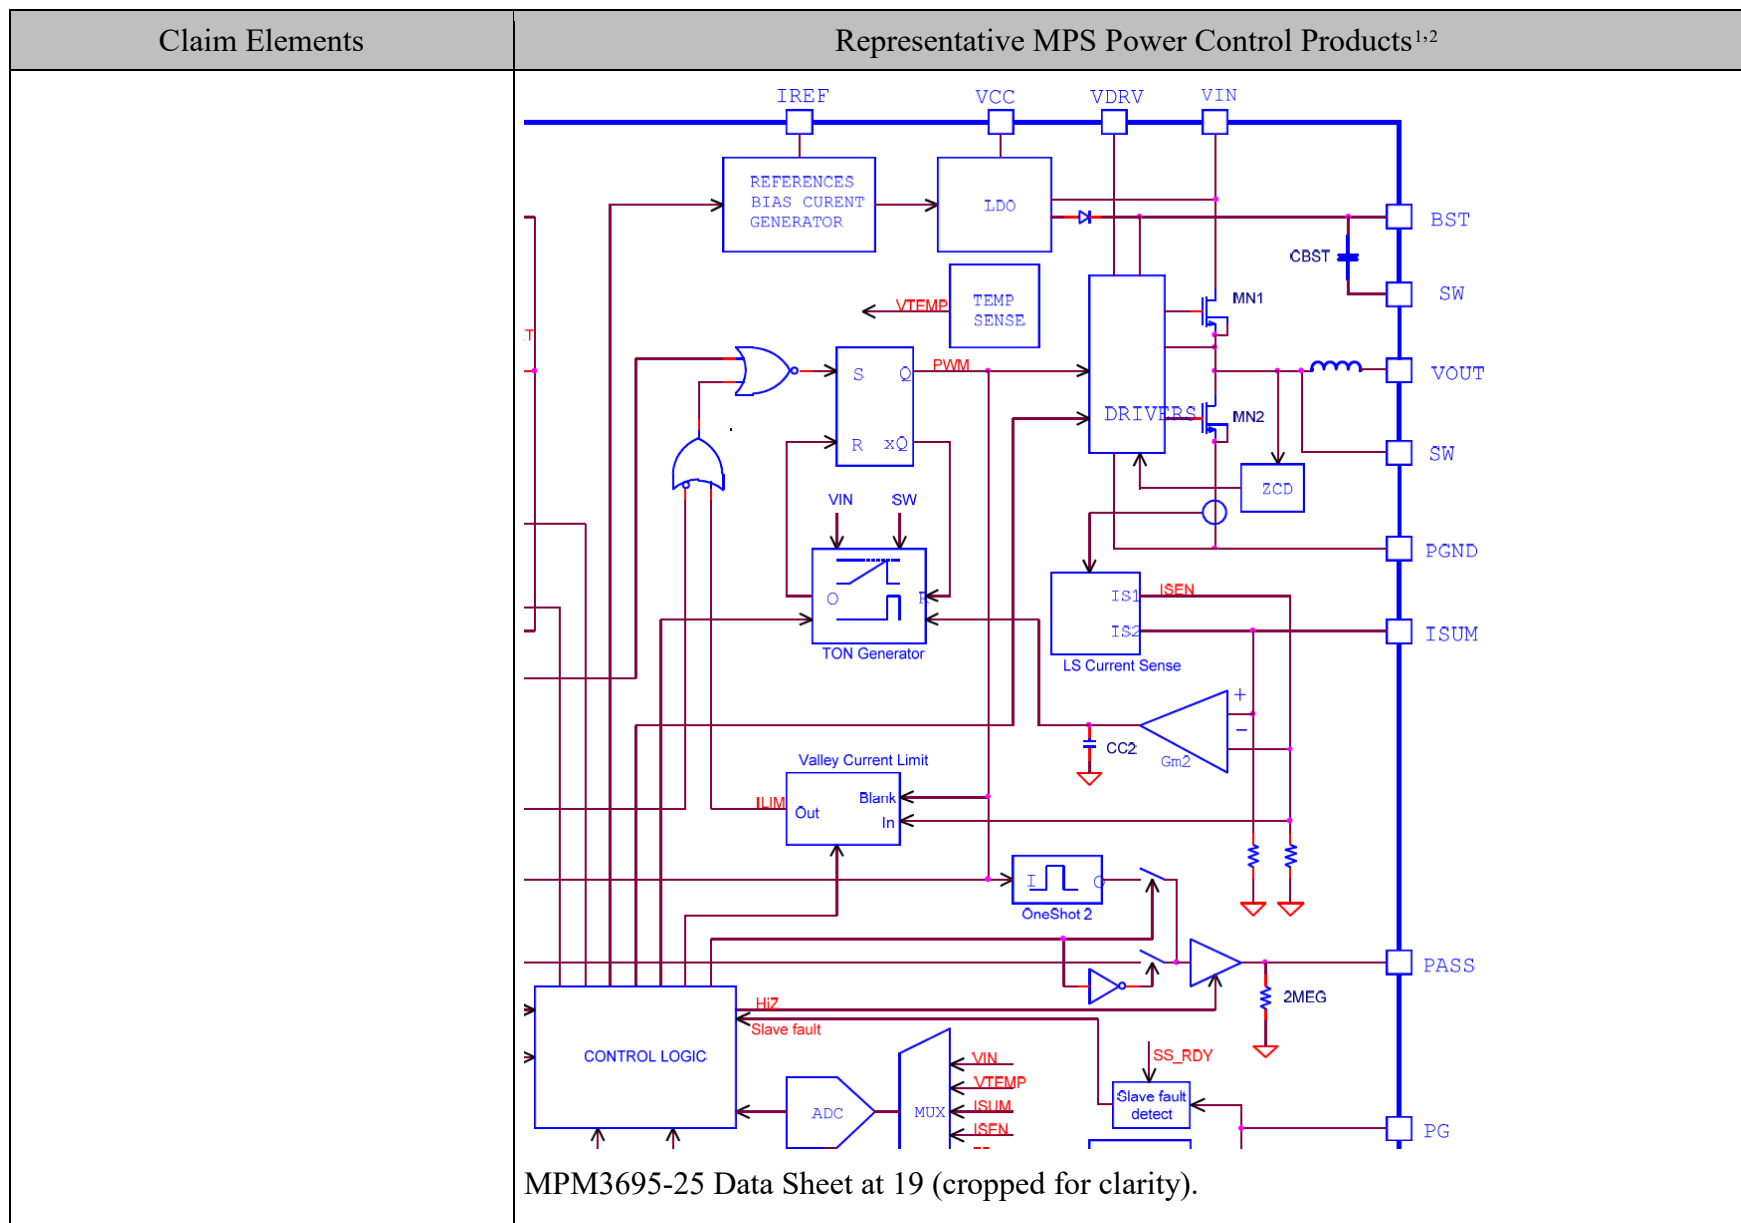 Claim Elements
Representative MPS Power Control Products1,2
IREF
VCC
VDRV
VIN
REFERENCES
BIAS CURENT
GENERATOR
LDO
BST
CBST
SW
TEMP
SENSE
VTEMP
MN1
T
S
Q
PWM
VOUT
DRIVERS
MN2
R
xQ
SW
ZCD
VIN
SW
PGND
O
R
TON Generator
IS1
ISEN
IS2
ISUM
LS Current Sense
+
−
Gm2
CC2
Valley Current Limit
ILIM
Out
Blank
In
I
O
OneShot 2
PASS
2MEG
HiZ
Slave fault
CONTROL LOGIC
SS_RDY
VIN
VTEMP
ISUM
ISEN
ADC
MUX
Slave fault
detect
PG
MPM3695-25 Data Sheet at 19 (cropped for clarity).